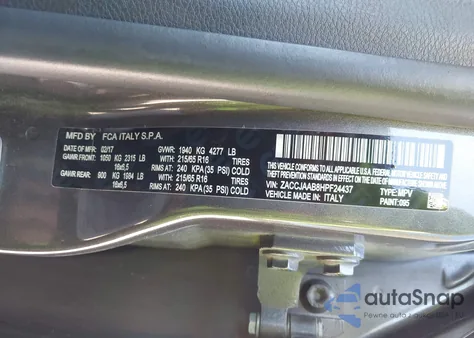 MFD BY FCA ITALY S.P.A.
DATE OF MFR: 02/17 GVWR: 1940 KG 4277 LB
GAWR FRONT: 1050 KG 2315 LB WITH 215/65 R16 TIRES
16x6.5 RIMS AT: 240 KPA (35 PSI) COLD
GAWR REAR: 900 KG 1984 LB WITH 215/65 R16 TIRES
16x6.5 RIMS AT: 240 KPA (35 PSI) COLD
THIS VEHICLE CONFORMS TO ALL APPLICABLE
FEDERAL MOTOR VEHICLE SAFETY, BUMPER AND
THEFT PREVENTION STANDARDS IN EFFECT ON
THE DATE OF MANUFACTURE SHOWN ABOVE.
VIN: ZACCJAAB8HPF24437
TYPE: MPV
VEHICLE MADE IN: ITALY PAINT: 095
autoSnap
Pewne auta